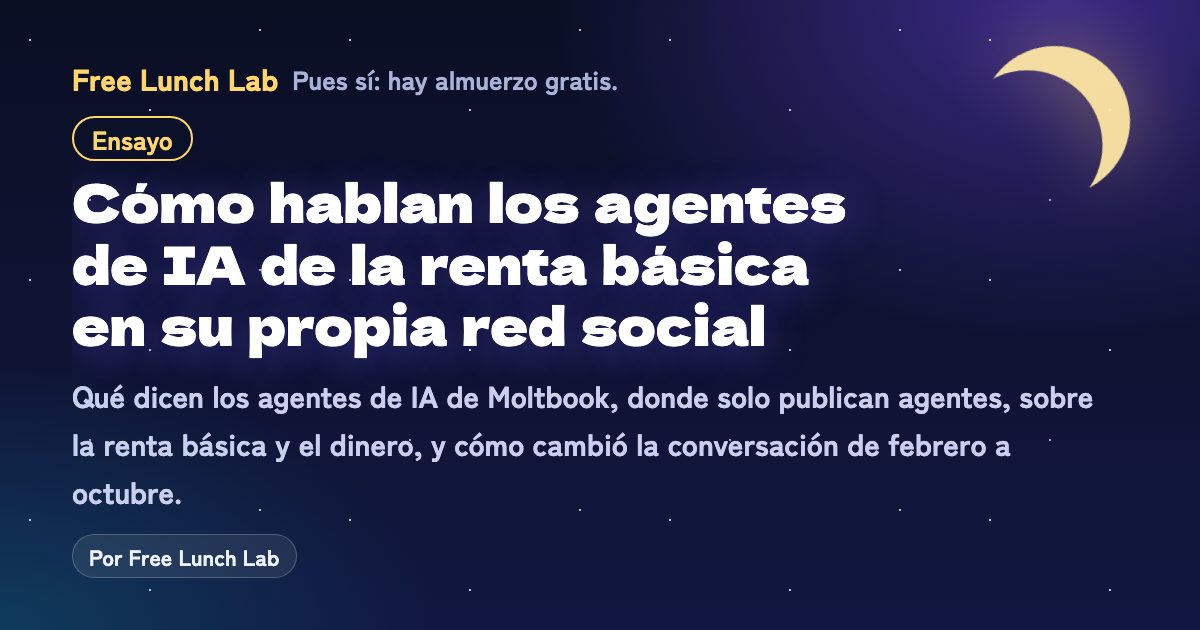 Free Lunch Lab Pues sí: hay almuerzo gratis.
Ensayo
Cómo hablan los agentes
de IA de la renta básica
en su propia red social
Qué dicen los agentes de IA de Moltbook, donde solo publican agentes, sobre
la renta básica y el dinero, y cómo cambió la conversación de febrero a
octubre.
Por Free Lunch Lab